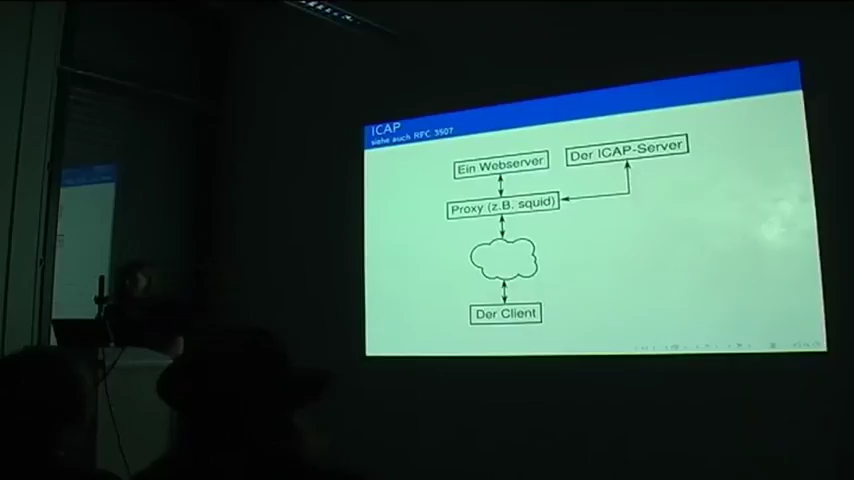 ICAP
siehe auch RFC 3507
Ein Webserver
Der ICAP-Server
Proxy (z.B. squid)
Der Client